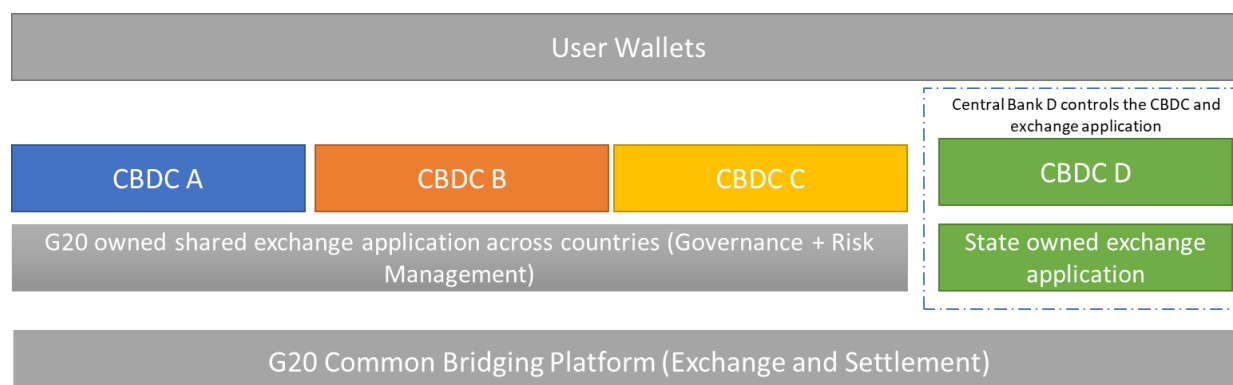 User Wallets
Central Bank D controls the CBDC and
exchange application
CBDC A
CBDC B
CBDC C
CBDC D
G20 owned shared exchange application across countries (Governance + Risk
Management)
State owned exchange
application
G20 Common Bridging Platform (Exchange and Settlement)